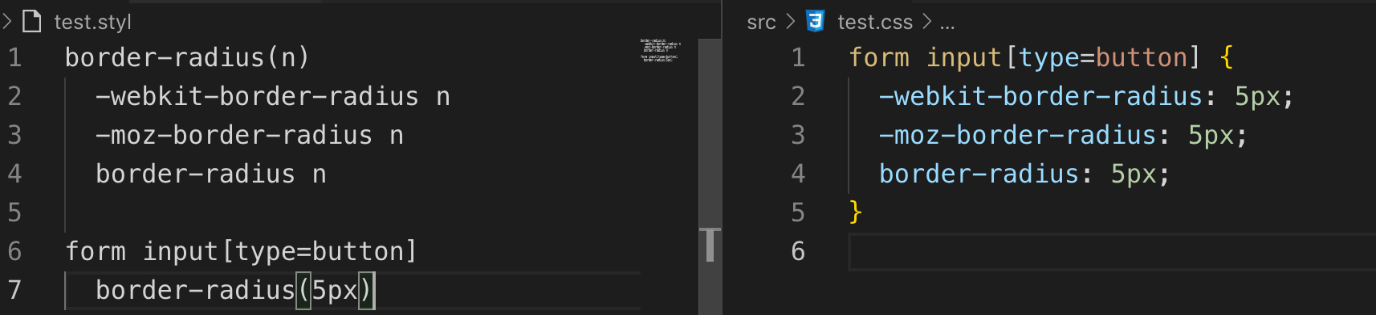 test.styl
1 border-radius(n)
2 -webkit-border-radius n
3 -moz-border-radius n
4 border-radius n
5
6 form input[type=button]
7 border-radius(5px)
src > test.css > ...
1 form input[type=button] {
2 -webkit-border-radius: 5px;
3 -moz-border-radius: 5px;
4 border-radius: 5px;
5 }
6